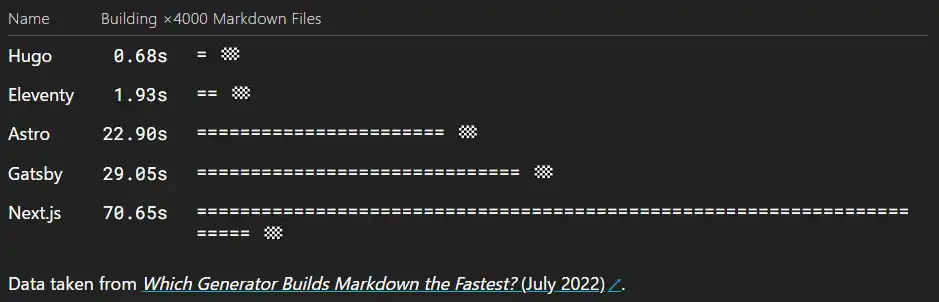 Name Building ×4000 Markdown Files
Hugo 0.68s =
Eleventy 1.93s ==
Astro 22.90s =======================
Gatsby 29.05s ==============================
Next.js 70.65s ==================================================================
=====
Data taken from Which Generator Builds Markdown the Fastest? (July 2022) ↗.